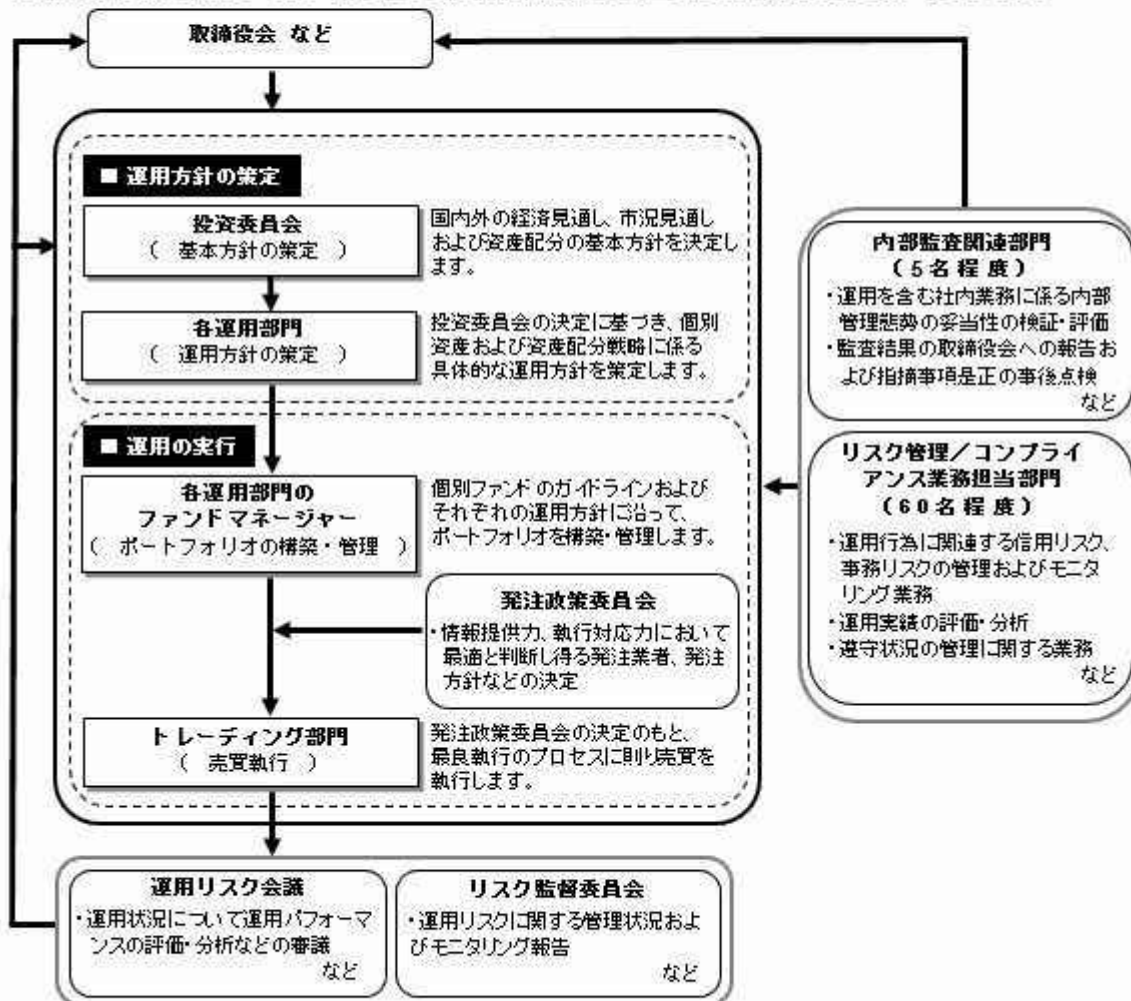 取締役会 など
■ 運用方針の策定
投資委員会
（ 基本方針の策定 ）
国内外の経済見通し、市況見通し
および資産配分の基本方針を決定し
ます。
各運用部門
（ 運用方針の策定 ）
投資委員会の決定に基づき、個別
資産および資産配分戦略に係る
具体的な運用方針を策定します。
■ 運用の実行
各運用部門の
ファンドマネージャー
（ ポートフォリオの構築・管理 ）
個別ファンドのガイドラインおよび
それぞれの運用方針に沿って、
ポートフォリオを構築・管理します。
発注政策委員会
・情報提供力、執行対応力において
最適と判断し得る発注業者、発注
方針などの決定
トレーディング部門
（ 売買執行 ）
発注政策委員会の決定のもと、
最良執行のプロセスに則り売買を
執行します。
内部監査関連部門
（５名程度）
・運用を含む社内業務に係る内部
管理態勢の妥当性の検証・評価
・監査結果の取締役会への報告お
よび指摘事項是正の事後点検
など
リスク管理／コンプライ
アンス業務担当部門
（６０名程度）
・運用行為に関連する信用リスク、
事務リスクの管理およびモニタ
リング業務
・運用実績の評価・分析
・遵守状況の管理に関する業務
など
運用リスク会議
・運用状況について運用パフォーマ
ンスの評価・分析などの審議
など
リスク監督委員会
・運用リスクに関する管理状況およ
びモニタリング報告
など